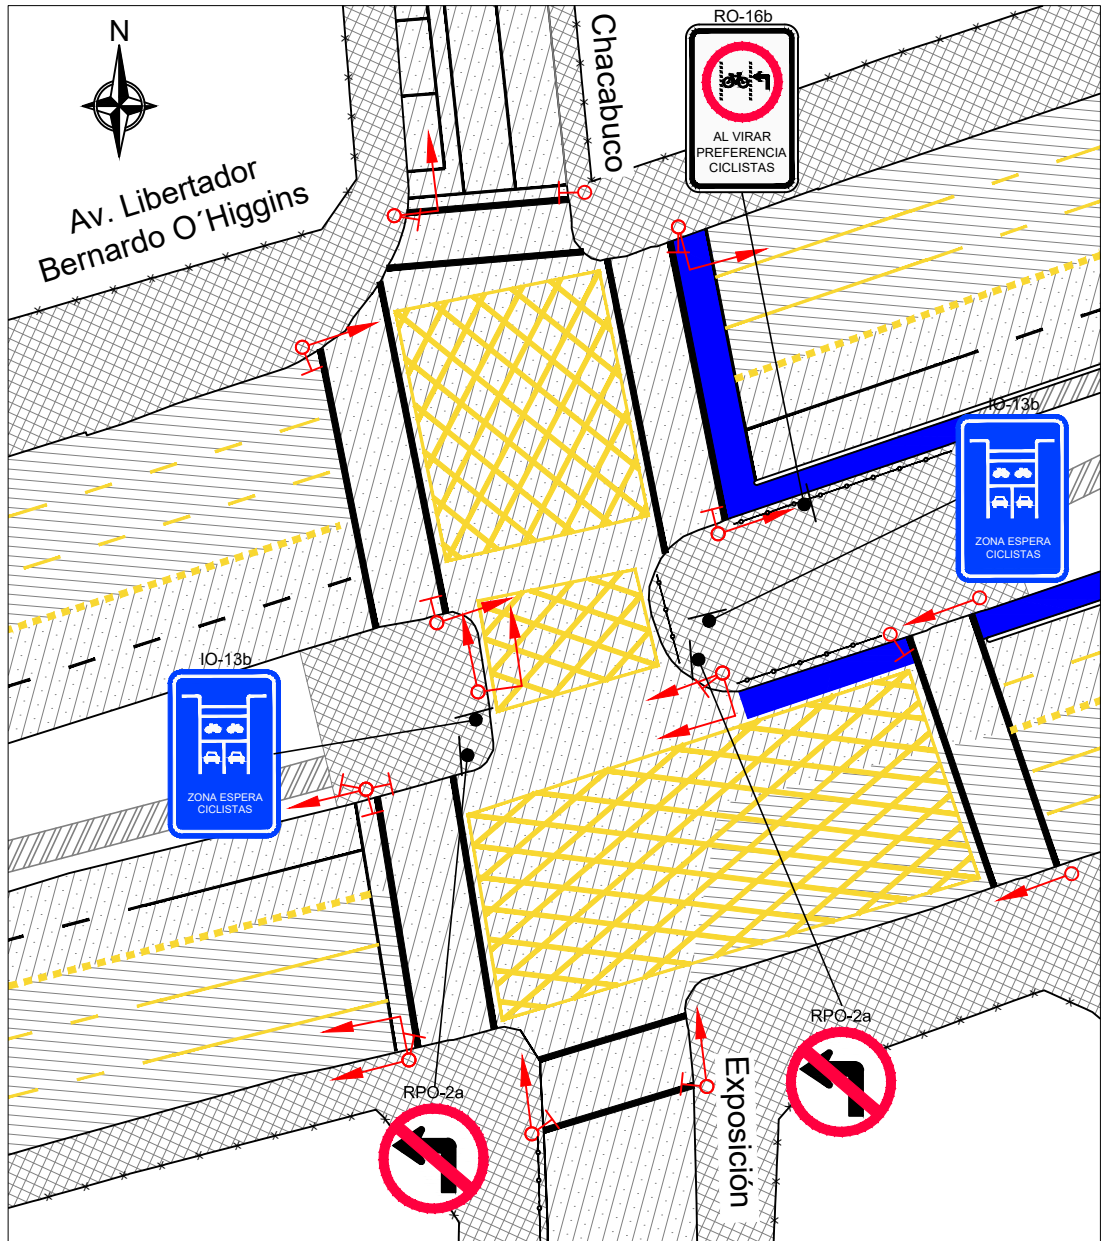 N
Av. Libertador
Bernardo O´Higgins
Chacabuco
RO-16b
AL VIRAR
PREFERENCIA
CICLISTAS
IO-13b
ZONA ESPERA
CICLISTAS
IO-13b
ZONA ESPERA
CICLISTAS
RPO-2a
RPO-2a
Exposición